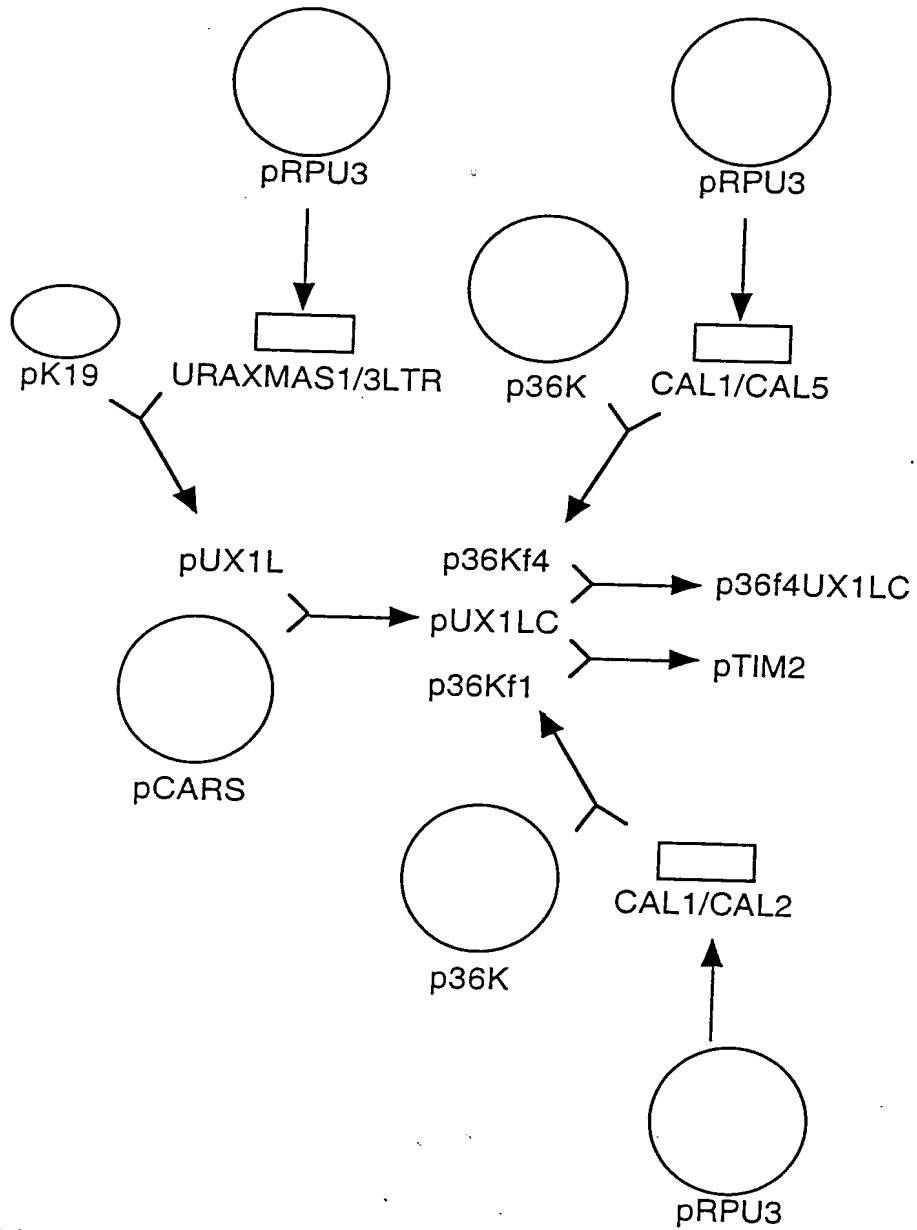 pRPU3
pRPU3
pK19
URAXMAS1/3LTR
p36K
CAL1/CAL5
pUX1L
p36Kf4
p36f4UX1LC
pUX1LC
pTIM2
p36Kf1
pCARS
CAL1/CAL2
p36K
pRPU3